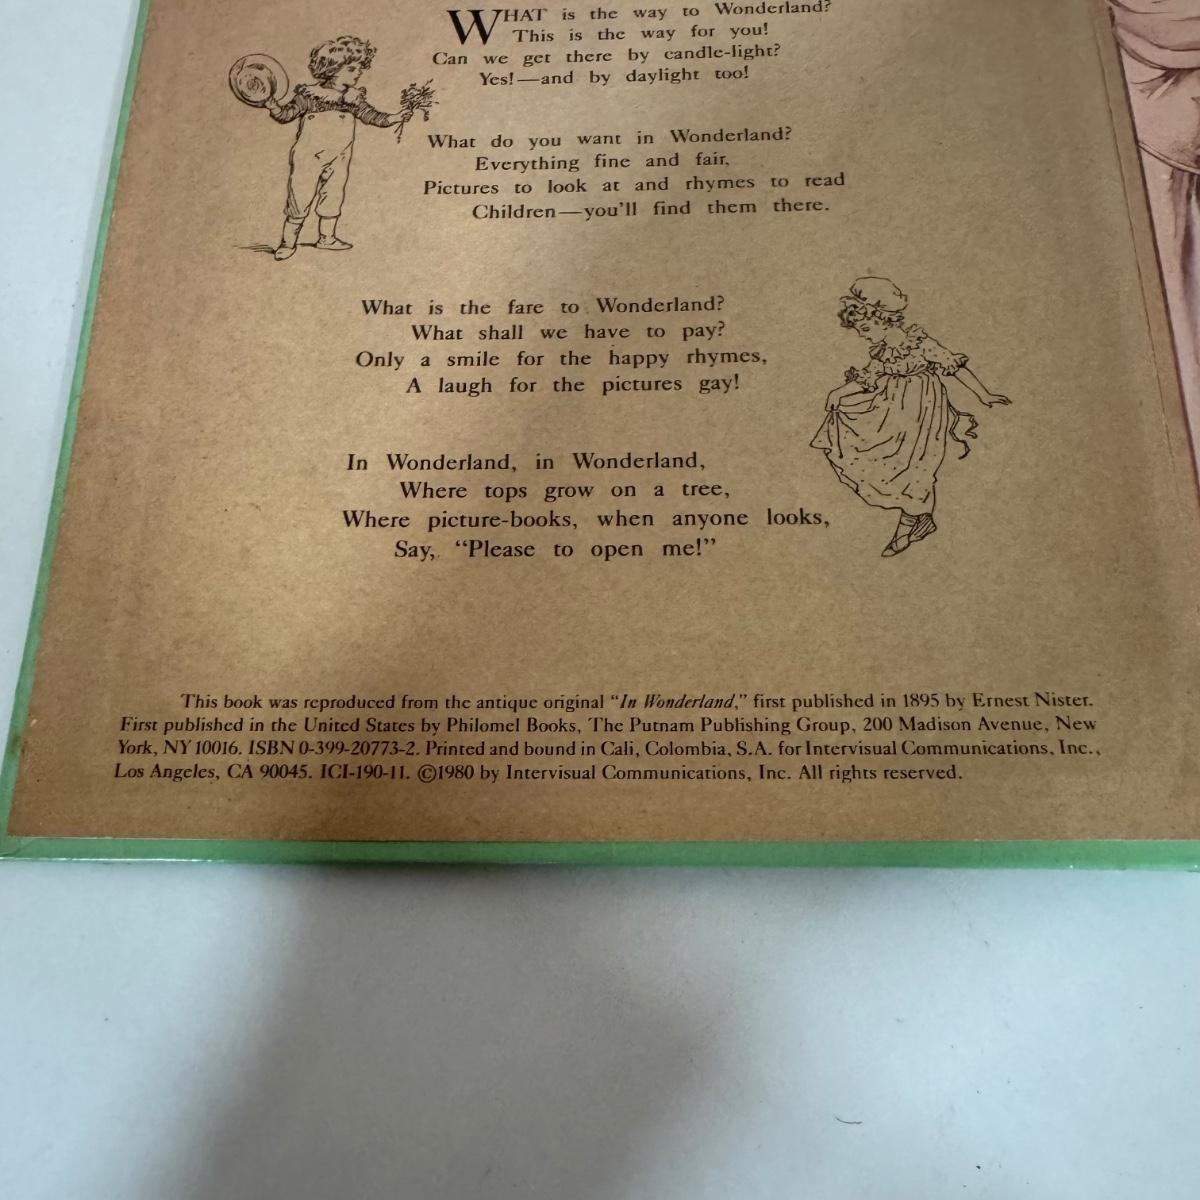 WHAT is the way to Wonderland?
This is the way for you!
Can we get there by candle-light?
Yes!—and by daylight too!
What do you want in Wonderland?
Everything fine and fair,
Pictures to look at and rhymes to read
Children—you'll find them there.
What is the fare to Wonderland?
What shall we have to pay?
Only a smile for the happy rhymes,
A laugh for the pictures gay!
In Wonderland, in Wonderland,
Where tops grow on a tree,
Where picture-books, when anyone looks,
Say, “Please to open me!”
This book was reproduced from the antique original “In Wonderland,” first published in 1895 by Ernest Nister.
First published in the United States by Philomel Books, The Putnam Publishing Group, 200 Madison Avenue, New
York, NY 10016. ISBN 0-399-20773-2. Printed and bound in Cali, Colombia, S.A. for Intervisual Communications, Inc.,
Los Angeles, CA 90045. ICI-190-11. ©1980 by Intervisual Communications, Inc. All rights reserved.